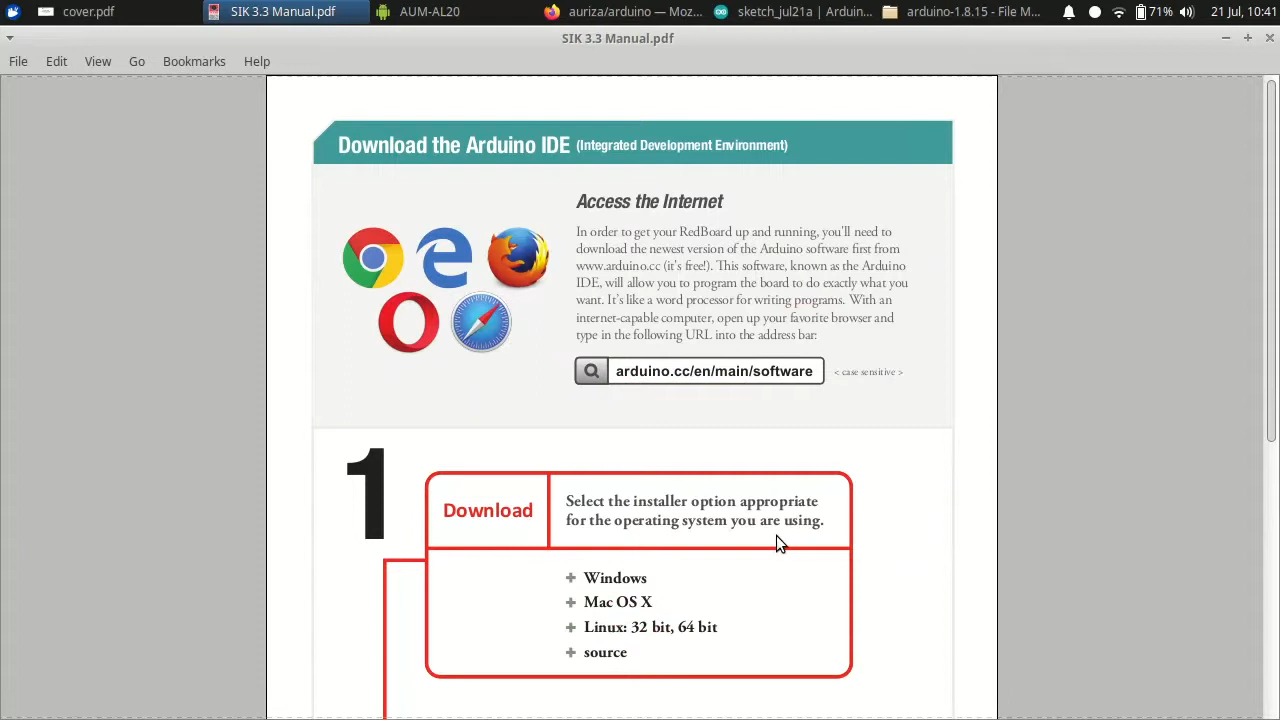 cover.pdf
SIK 3.3 Manual.pdf
AUM-AL20
auriza/arduino — Moz...
sketch_jul21a | Arduin...
arduino-1.8.15 - File M...
71%
21 Jul, 10:41
SIK 3.3 Manual.pdf
File Edit View Go Bookmarks Help
Download the Arduino IDE (Integrated Development Environment)
Access the Internet
In order to get your RedBoard up and running, you'll need to
download the newest version of the Arduino software first from
www.arduino.cc (it's free!). This software, known as the Arduino
IDE, will allow you to program the board to do exactly what you
want. It's like a word processor for writing programs. With an
internet-capable computer, open up your favorite browser and
type in the following URL into the address bar:
arduino.cc/en/main/software
< case sensitive >
1
Download
Select the installer option appropriate
for the operating system you are using.
Windows
Mac OS X
Linux: 32 bit, 64 bit
source